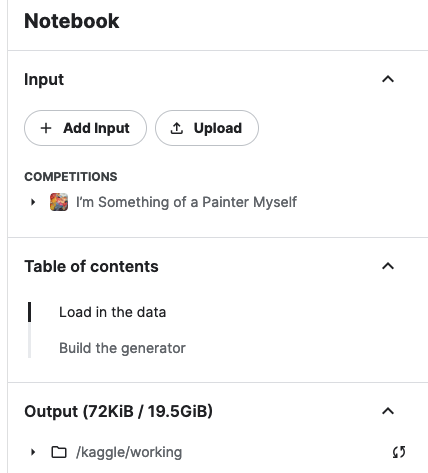 Notebook
Input
+ Add Input Upload
COMPETITIONS
I'm Something of a Painter Myself
Table of contents
Load in the data
Build the generator
Output (72KiB / 19.5GiB)
/kaggle/working